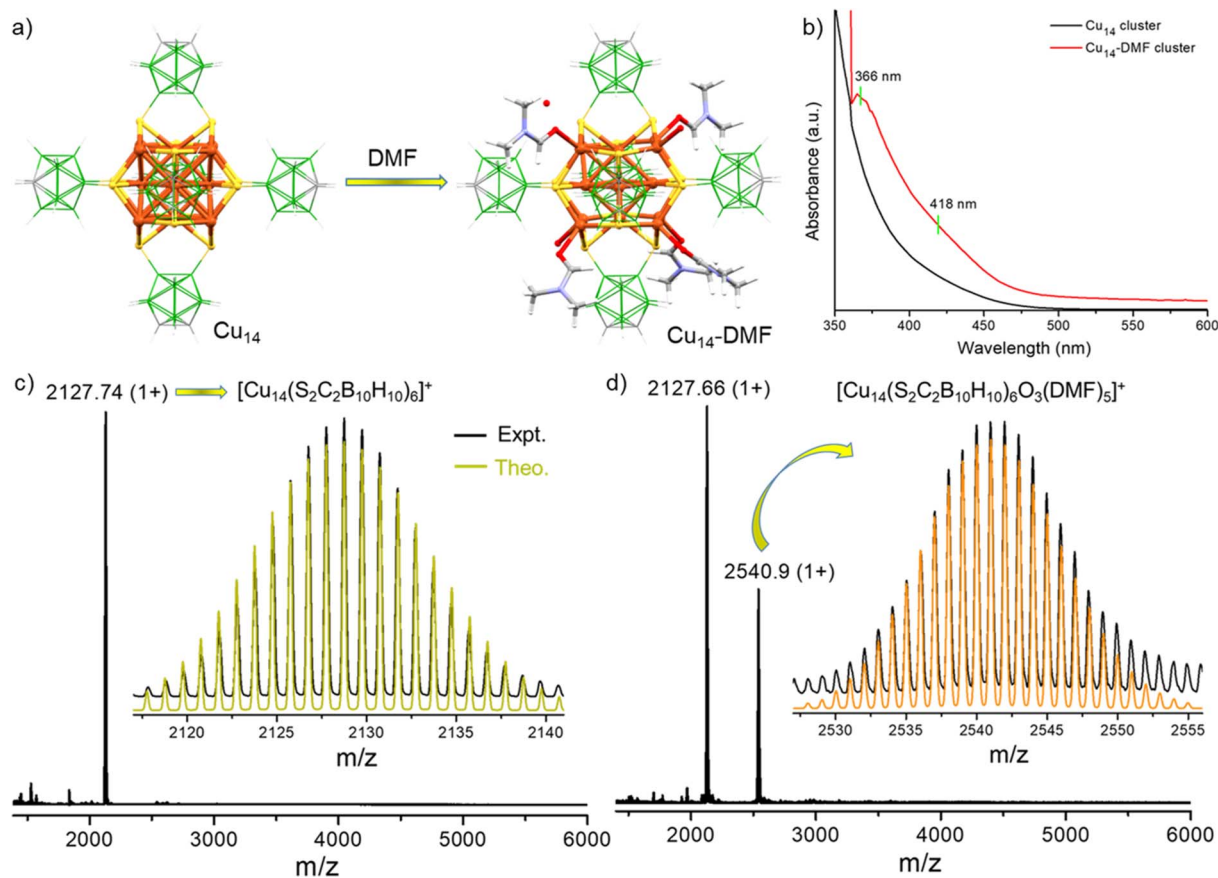 a)
DMF
Cu₁₄
Cu₁₄-DMF
b)
Cu₁₄ cluster
Cu₁₄-DMF cluster
366 nm
418 nm
Absorbance (a.u.)
350 400 450 500 550 600
Wavelength (nm)
c)
2127.74 (1+)
[Cu₁₄(S₂C₂B₁₀H₁₀)₆]⁺
Expt.
Theo.
2120 2125 2130 2135 2140
m/z
2000 3000 4000 5000 6000
m/z
d)
2127.66 (1+)
[Cu₁₄(S₂C₂B₁₀H₁₀)₆O₃(DMF)₅]⁺
2540.9 (1+)
2530 2535 2540 2545 2550 2555
m/z
2000 3000 4000 5000 6000
m/z